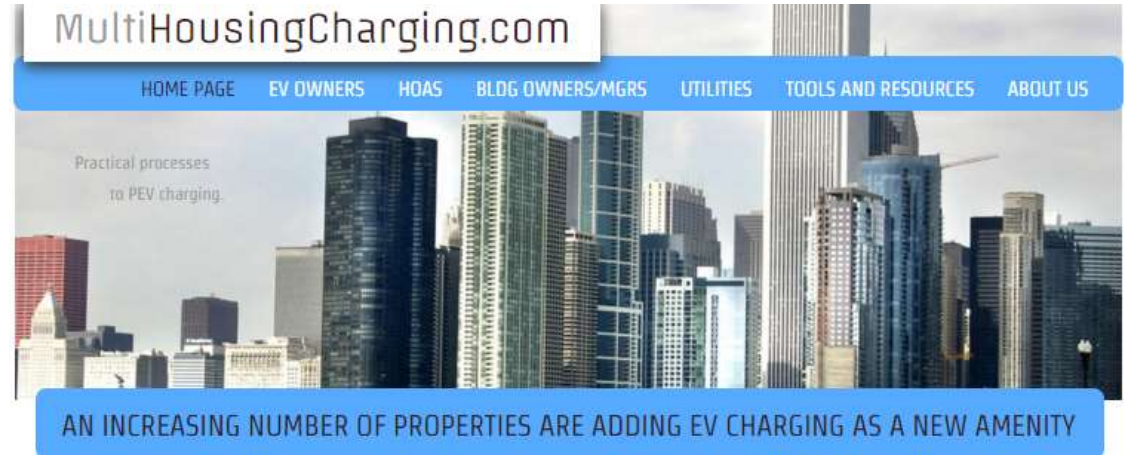 MultiHousingCharging.com
HOME PAGE EV OWNERS HOAS BLDG OWNERS/MGRS UTILITIES TOOLS AND RESOURCES ABOUT US
Practical processes
to PEV charging.
AN INCREASING NUMBER OF PROPERTIES ARE ADDING EV CHARGING AS A NEW AMENITY